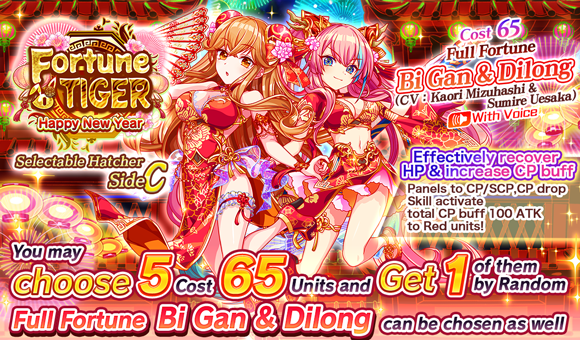 Fortune
TIGER
Happy New Year
Selectable Hatcher
Side C
Cost 65
Full Fortune
Bi Gan & Dilong
(CV : Kaori Mizuhashi &
Sumire Uesaka)
With Voice
Effectively recover
HP & increase CP buff
Panels to CP/SCP,CP drop
Skill activate
total CP buff 100 ATK
to Red units!
You may
choose 5 Cost 65 Units and Get 1 of them
by Random
Full Fortune Bi Gan & Dilong can be chosen as well